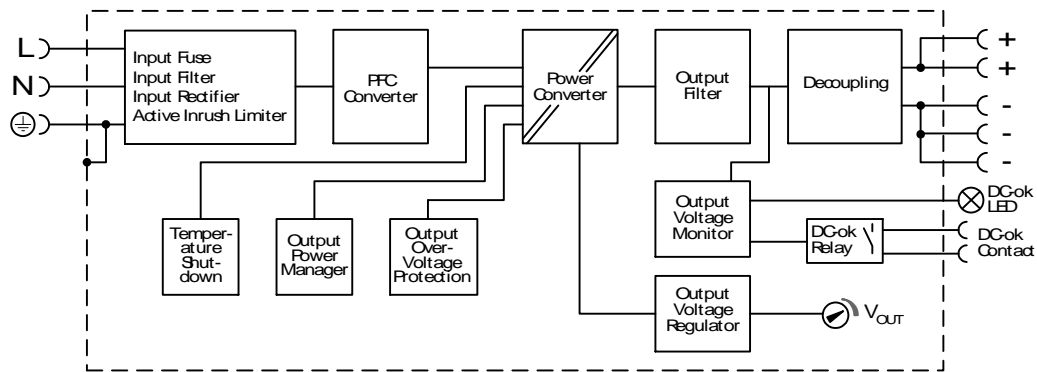 L
N
Input Fuse
Input Filter
Input Rectifier
Active Inrush Limiter
PFC
Converter
Power
Converter
Output
Filter
Decoupling
+
+
-
-
-
Temper-
ature
Shut-
down
Output
Power
Manager
Output
Over-
Voltage
Protection
Output
Voltage
Monitor
DC-ok
Relay
DC-ok
LED
DC-ok
Contact
Output
Voltage
Regulator
VOUT